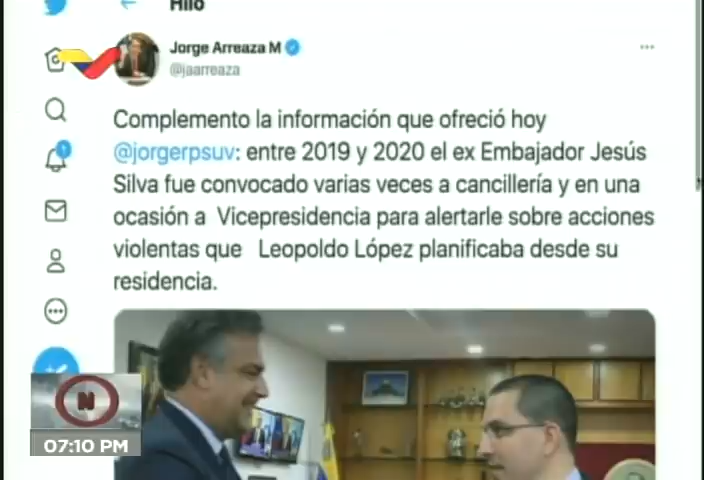 Hilo
Jorge Arreaza M
@jaarreaza
Complemento la información que ofreció hoy
@jorgerpsuv: entre 2019 y 2020 el ex Embajador Jesús
Silva fue convocado varias veces a cancillería y en una
ocasión a Vicepresidencia para alertarle sobre acciones
violentas que Leopoldo López planificaba desde su
residencia.
N
07:10 PM